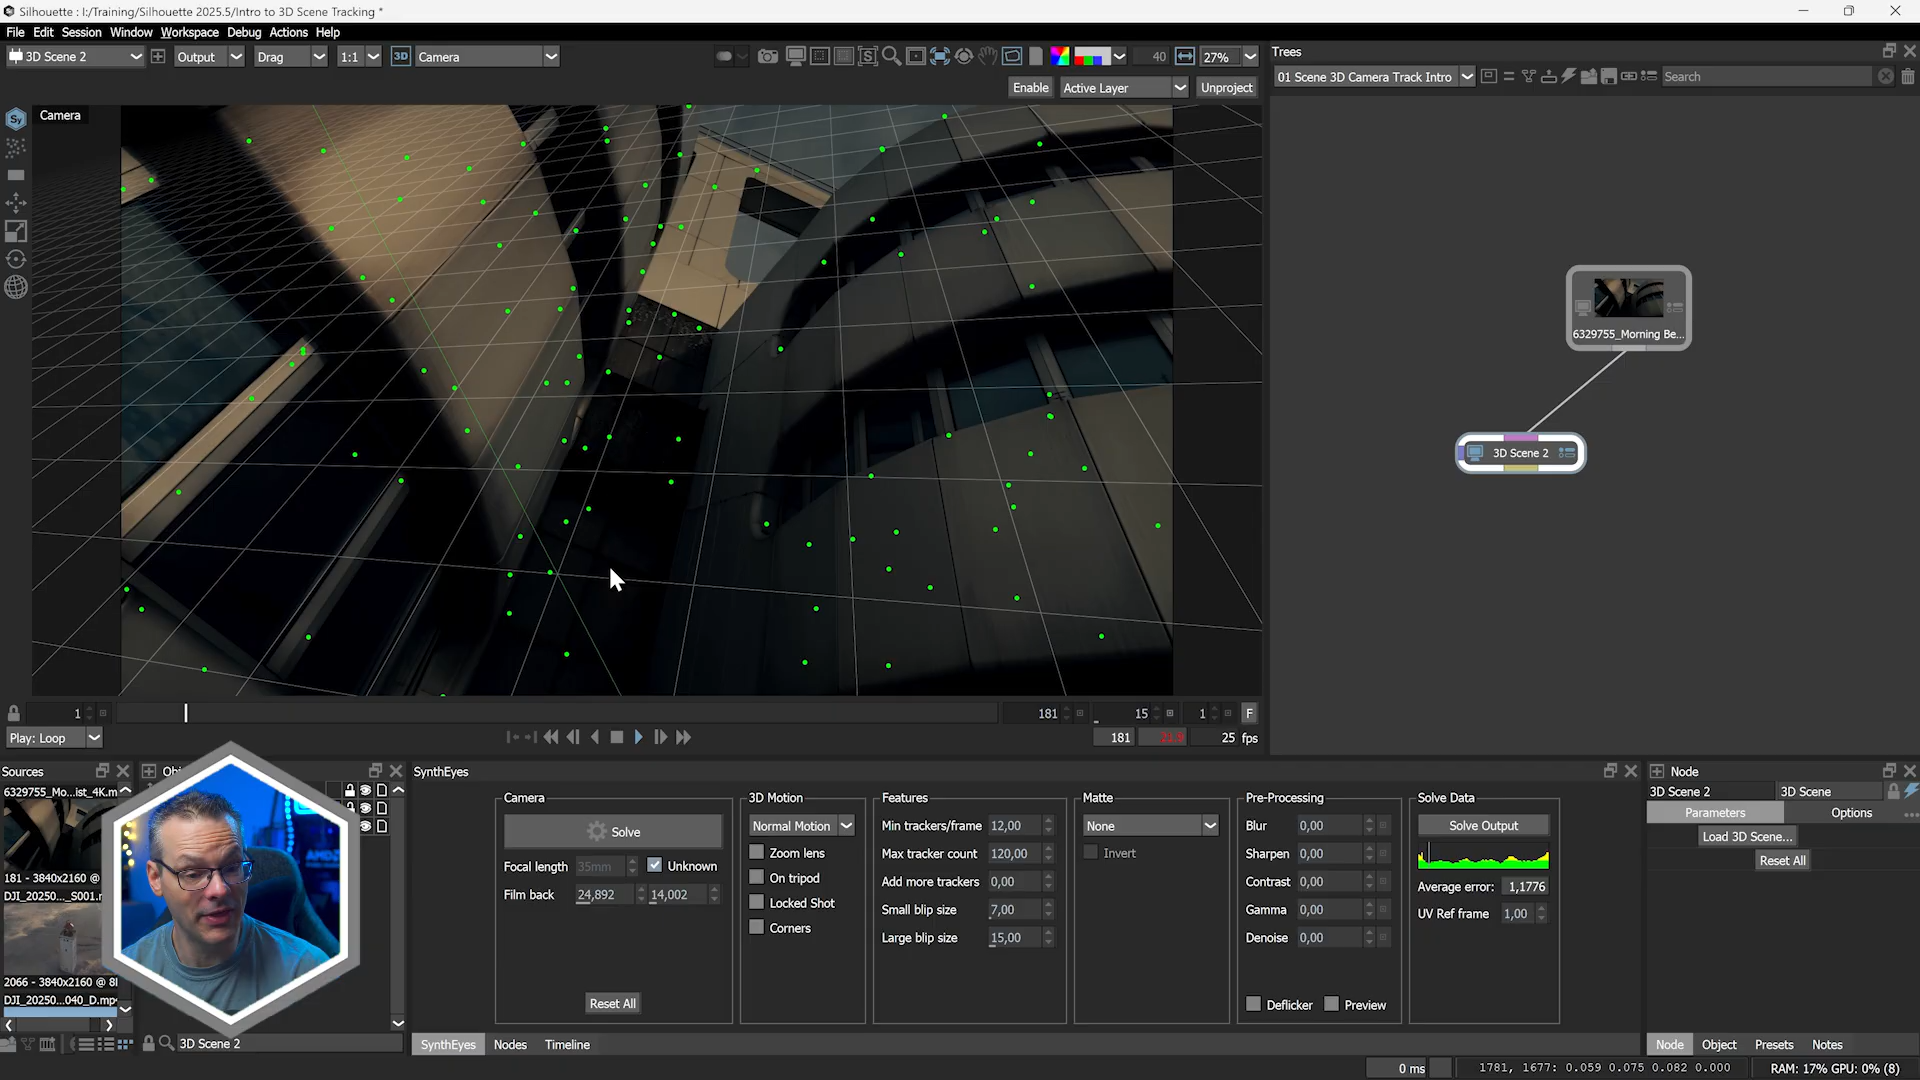 Silhouette : I:/Training/Silhouette 2025.5/Intro to 3D Scene Tracking *
File Edit Session Window Workspace Debug Actions Help
3D Scene 2 Output Drag 1:1 3D Camera 40 27%
Enable Active Layer Unproject
Camera
Trees
01 Scene 3D Camera Track Intro Search
6329755_Morning Be...
3D Scene 2
1 181 15 1 F
Play: Loop 181 25 fps
Sources
6329755_Mo...ist_4K.m
181 - 3840x2160 @
DJI_20250..._S001.m
2066 - 3840x2160 @ 8
DJI_20250...040_D.mp
3D Scene 2
SynthEyes
Camera
Solve
Focal length 35mm Unknown
Film back 24,892 14,002
Reset All
3D Motion
Normal Motion
Zoom lens
On tripod
Locked Shot
Corners
Features
Min trackers/frame 12,00
Max tracker count 120,00
Add more trackers 0,00
Small blip size 7,00
Large blip size 15,00
Matte
None
Invert
Pre-Processing
Blur 0,00
Sharpen 0,00
Contrast 0,00
Gamma 0,00
Denoise 0,00
Deflicker Preview
Solve Data
Solve Output
Average error: 1,1776
UV Ref frame 1,00
SynthEyes Nodes Timeline
Node
3D Scene 2 3D Scene
Parameters Options
Load 3D Scene...
Reset All
Node Object Presets Notes
0 ms 1781, 1677: 0.059 0.075 0.082 0.000 RAM: 17% GPU: 0% (8)